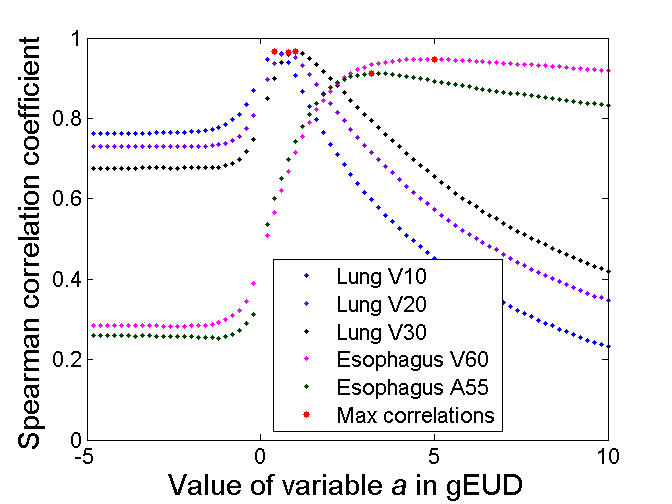 Spearman correlation coefficient
1
0.8
0.6
0.4
0.2
0
-5
0
5
10
Lung V10
Lung V20
Lung V30
Esophagus V60
Esophagus A55
Max correlations
Value of variable a in gEUD